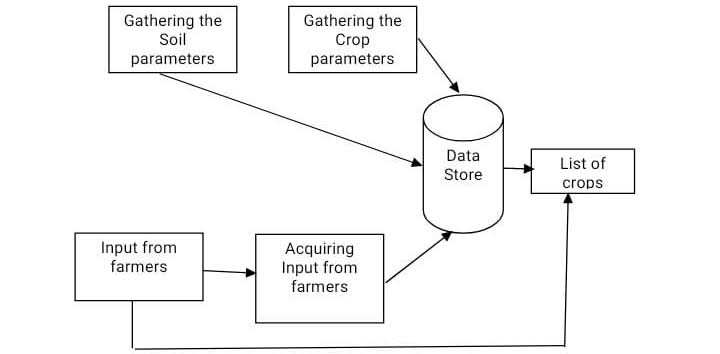 Gathering the
Soil
parameters
Gathering the
Crop
parameters
Data
Store
List of
crops
Input from
farmers
Acquiring
Input from
farmers